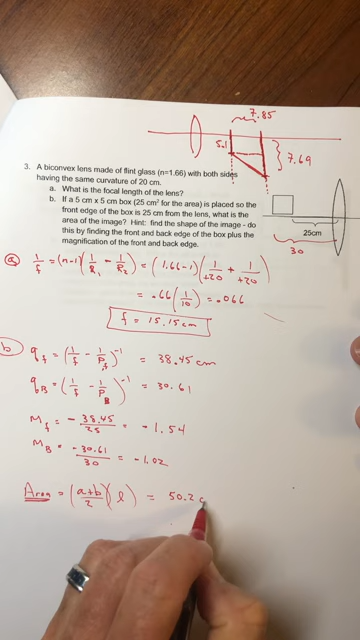 7.85
5.1
7.69
3. A biconvex lens made of flint glass (n=1.66) with both sides
having the same curvature of 20 cm.
a. What is the focal length of the lens?
b. If a 5 cm x 5 cm box (25 cm² for the area) is placed so the
front edge of the box is 25 cm from the lens, what is the
area of the image? Hint: find the shape of the image - do
this by finding the front and back edge of the box plus the
magnification of the front and back edge.
25cm
30
a 1/f = (n-1)(1/R₁ - 1/R₂) = (1.66-1)(1/+20 + 1/+20)
= .66(1/10) = .066
f = 15.15cm
b q_f = (1/f - 1/P_f)⁻¹ = 38.45 cm
q_B = (1/f - 1/P_B)⁻¹ = 30.61
M_f = -38.45/25 = -1.54
M_B = -30.61/30 = -1.02
Area = (a+b/2)(l) = 50.2 c